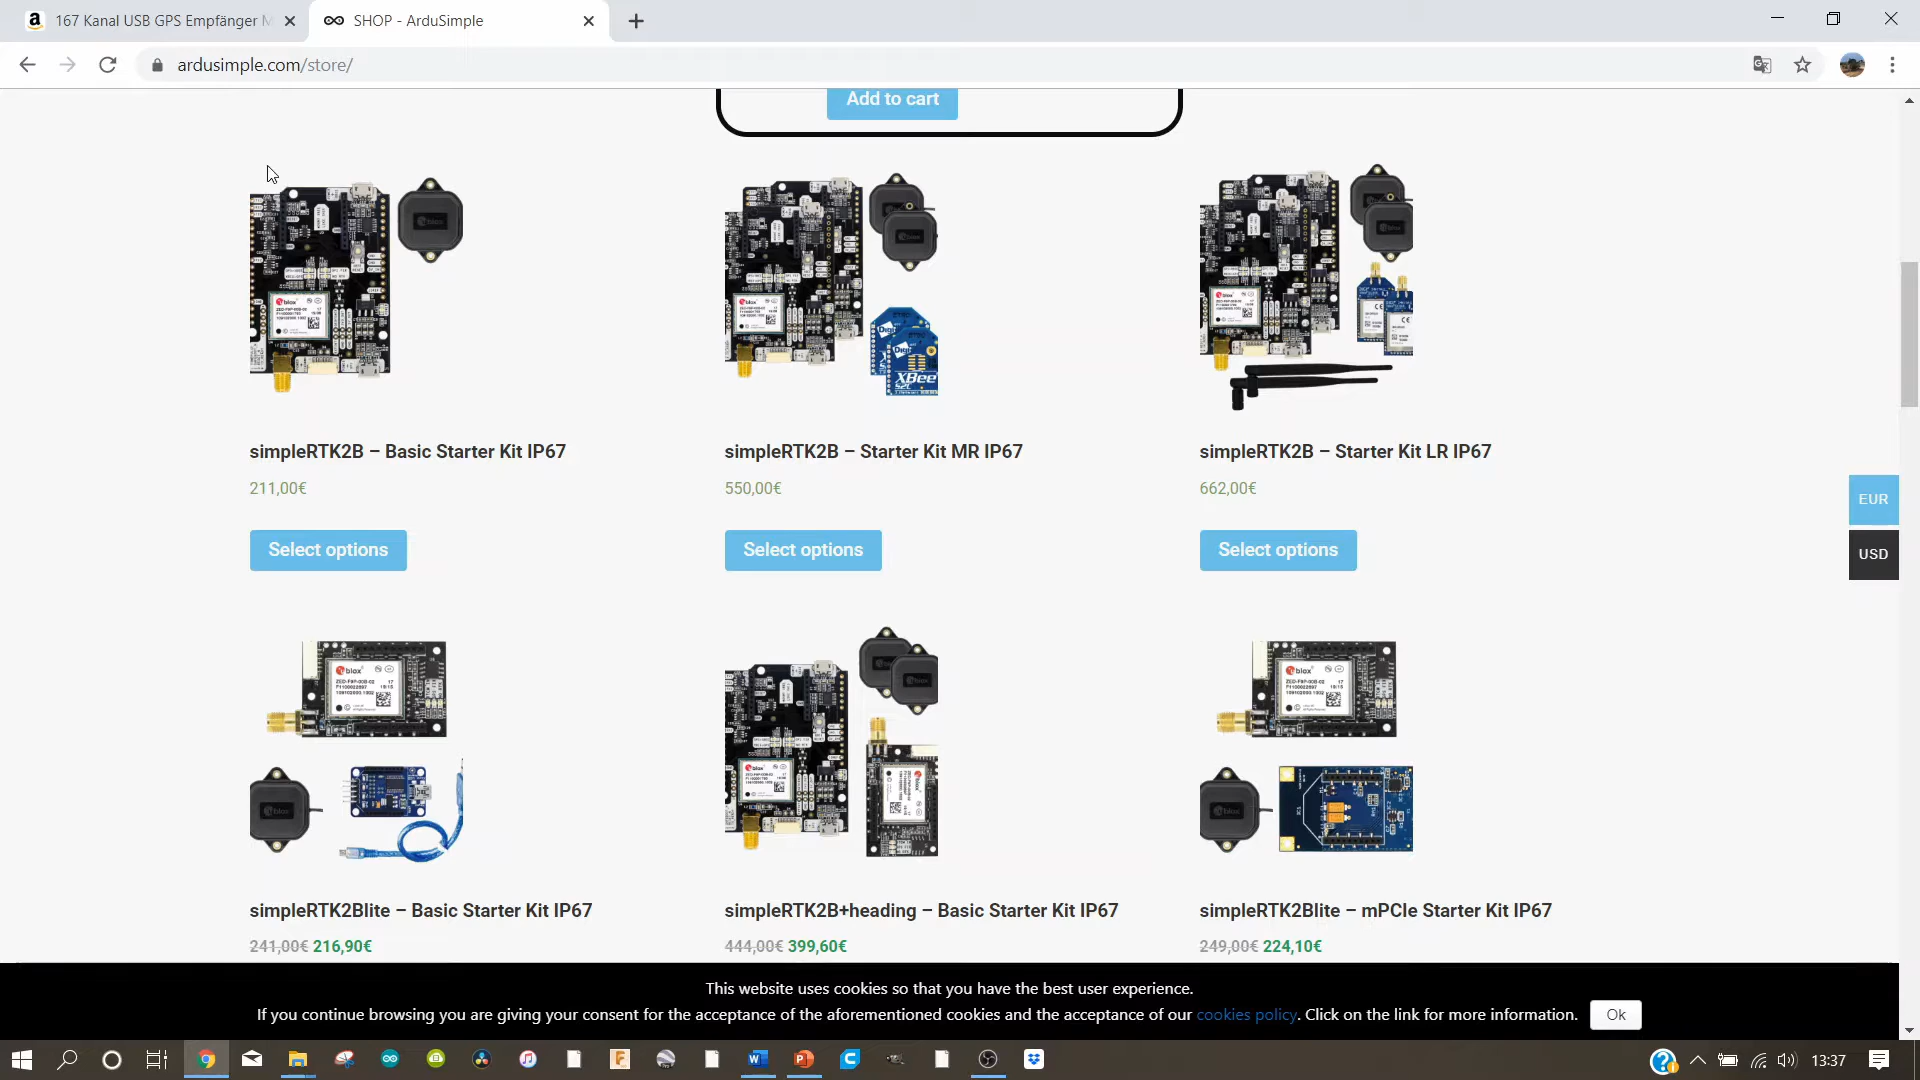 167 Kanal USB GPS Empfänger M
SHOP - ArduSimple
ardusimple.com/store/
Add to cart
simpleRTK2B – Basic Starter Kit IP67
simpleRTK2B – Starter Kit MR IP67
simpleRTK2B – Starter Kit LR IP67
211,00€
550,00€
662,00€
Select options
Select options
Select options
EUR
USD
simpleRTK2Blite – Basic Starter Kit IP67
simpleRTK2B+heading – Basic Starter Kit IP67
simpleRTK2Blite – mPCIe Starter Kit IP67
241,00€ 216,90€
444,00€ 399,60€
249,00€ 224,10€
This website uses cookies so that you have the best user experience.
If you continue browsing you are giving your consent for the acceptance of the aforementioned cookies and the acceptance of our cookies policy. Click on the link for more information.
Ok
13:37